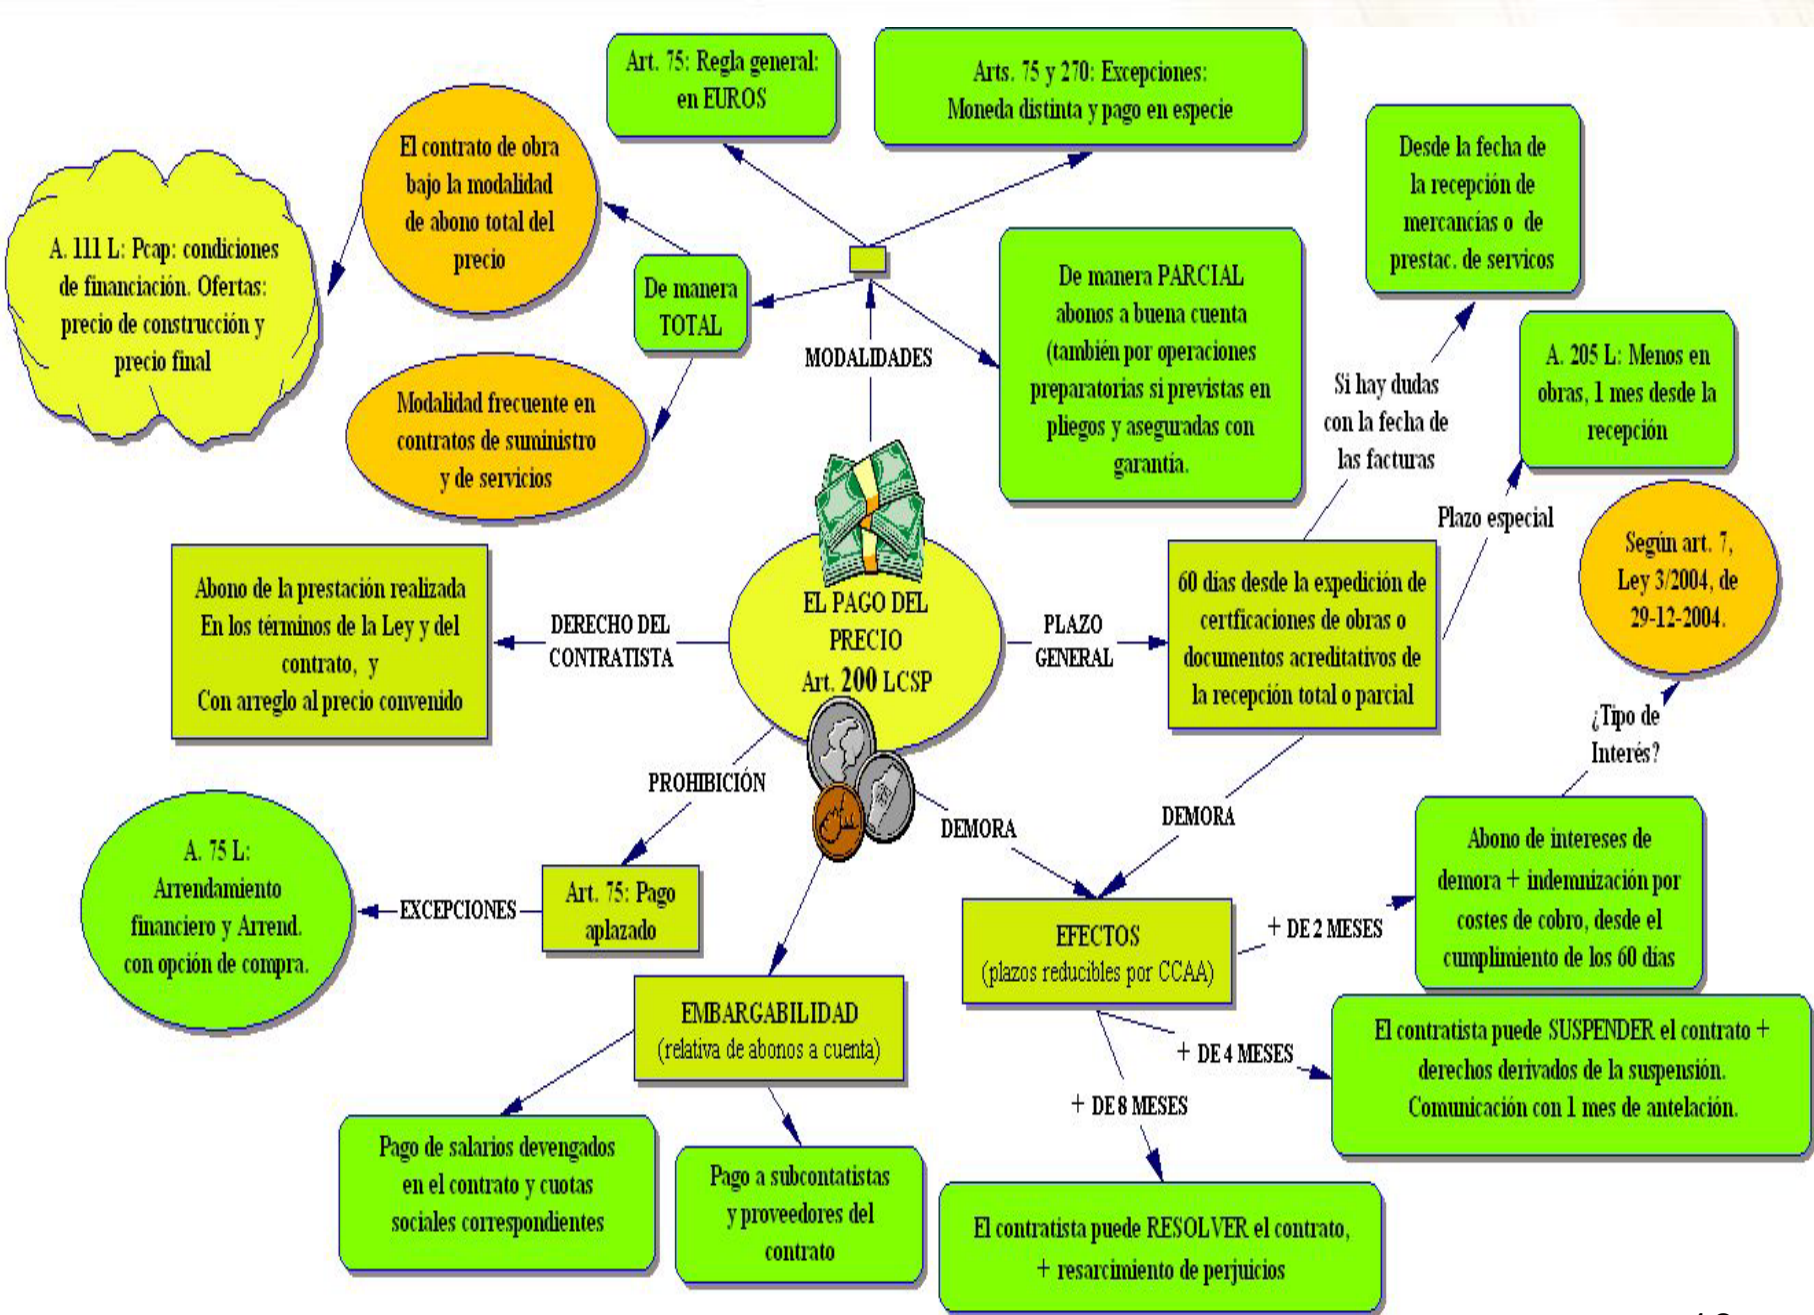 Art. 75: Regla general:
en EUROS
Arts. 75 y 270: Excepciones:
Moneda distinta y pago en especie
Desde la fecha de
la recepción de
mercancías o de
prestac. de servicos
El contrato de obra
bajo la modalidad
de abono total del
precio
A. 111 L: Pcap: condiciones
de financiación. Ofertas:
precio de construcción y
precio final
De manera
TOTAL
De manera PARCIAL
abonos a buena cuenta
(también por operaciones
preparatorias si previstas en
pliegos y aseguradas con
garantía.
MODALIDADES
Si hay dudas
con la fecha de
las facturas
A. 205 L: Menos en
obras, 1 mes desde la
recepción
Modalidad frecuente en
contratos de suministro
y de servicios
Plazo especial
Según art. 7,
Ley 3/2004, de
29-12-2004.
Abono de la prestación realizada
En los términos de la Ley y del
contrato, y
Con arreglo al precio convenido
DERECHO DEL
CONTRATISTA
EL PAGO DEL
PRECIO
Art. 200 LCSP
PLAZO
GENERAL
60 días desde la expedición de
certficaciones de obras o
documentos acreditativos de
la recepción total o parcial
¿Tipo de
Interés?
PROHIBICIÓN
DEMORA
DEMORA
A. 75 L:
Arrendamiento
financiero y Arrend.
con opción de compra.
EXCEPCIONES
Art. 75: Pago
aplazado
EFECTOS
(plazos reducibles por CCAA)
+ DE 2 MESES
Abono de intereses de
demora + indemnización por
costes de cobro, desde el
cumplimiento de los 60 días
EMBARGABILIDAD
(relativa de abonos a cuenta)
+ DE 4 MESES
El contratista puede SUSPENDER el contrato +
derechos derivados de la suspensión.
Comunicación con 1 mes de antelación.
+ DE 8 MESES
Pago de salarios devengados
en el contrato y cuotas
sociales correspondientes
Pago a subcontatistas
y proveedores del
contrato
El contratista puede RESOLVER el contrato,
+ resarcimiento de perjuicios